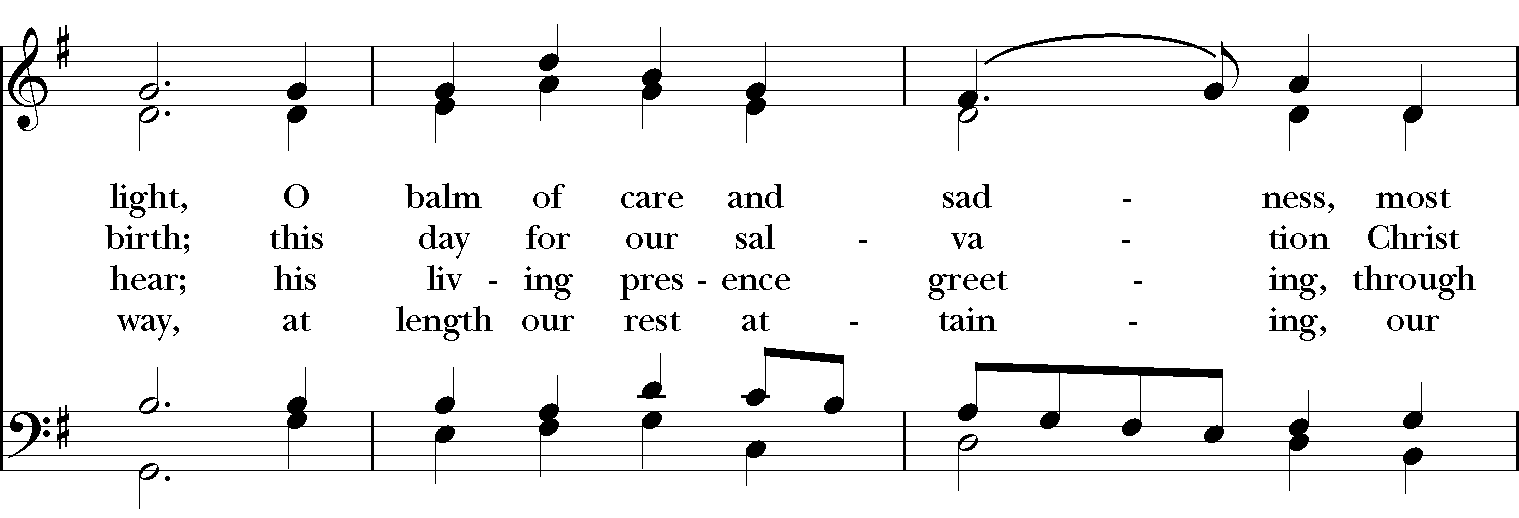 light, O balm of care and sad - ness, most
birth; this day for our sal - va - tion Christ
hear; his liv - ing pres - ence greet - ing, through
way, at length our rest at - tain - ing, our